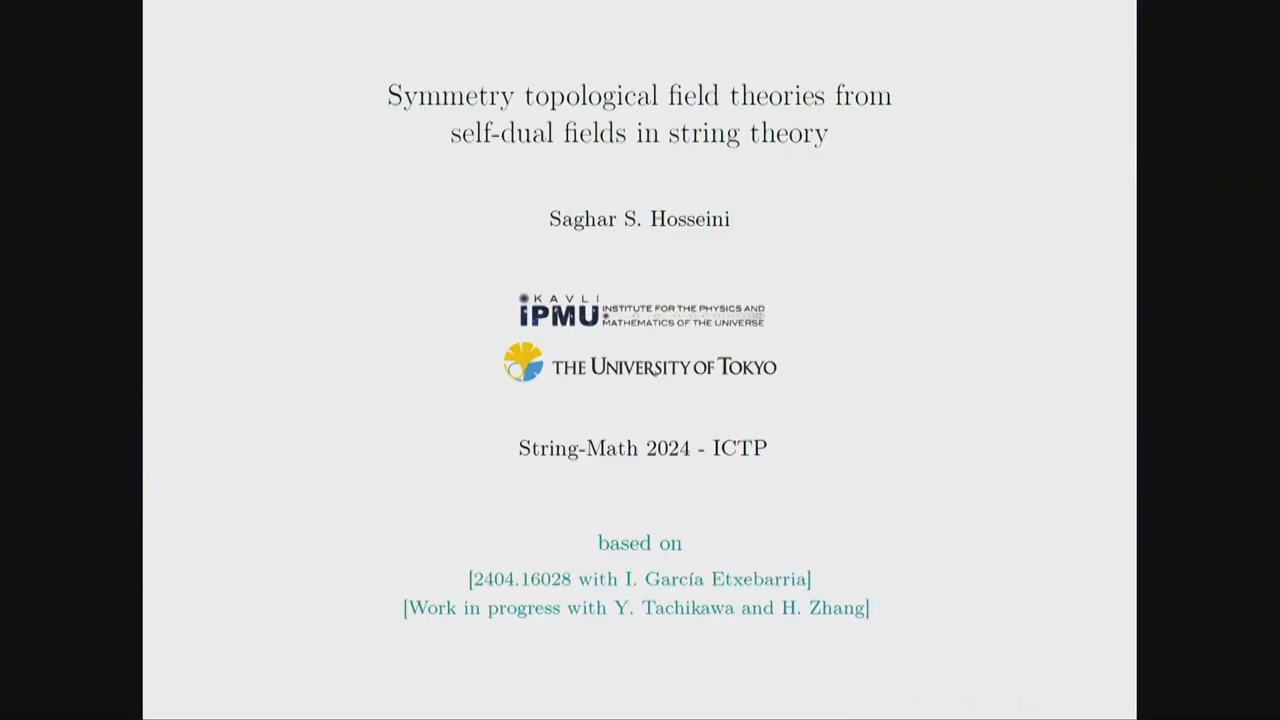 Symmetry topological field theories from
self-dual fields in string theory
Saghar S. Hosseini
KAVLI
IPMU INSTITUTE FOR THE PHYSICS AND
MATHEMATICS OF THE UNIVERSE
THE UNIVERSITY OF TOKYO
String-Math 2024 - ICTP
based on
[2404.16028 with I. García Etxebarria]
[Work in progress with Y. Tachikawa and H. Zhang]